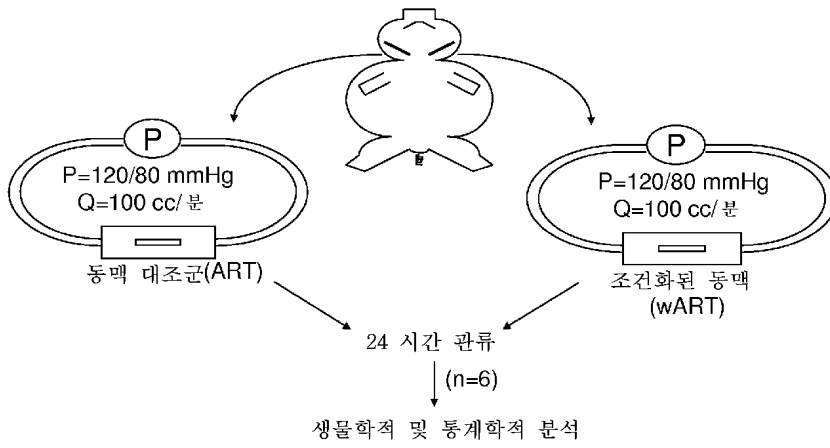 P
P=120/80 mmHg
Q=100 cc/분
동맥 대조군(ART)
P
P=120/80 mmHg
Q=100 cc/분
조건화된 동맥
(wART)
24 시간 관류
(n=6)
생물학적 및 통계학적 분석